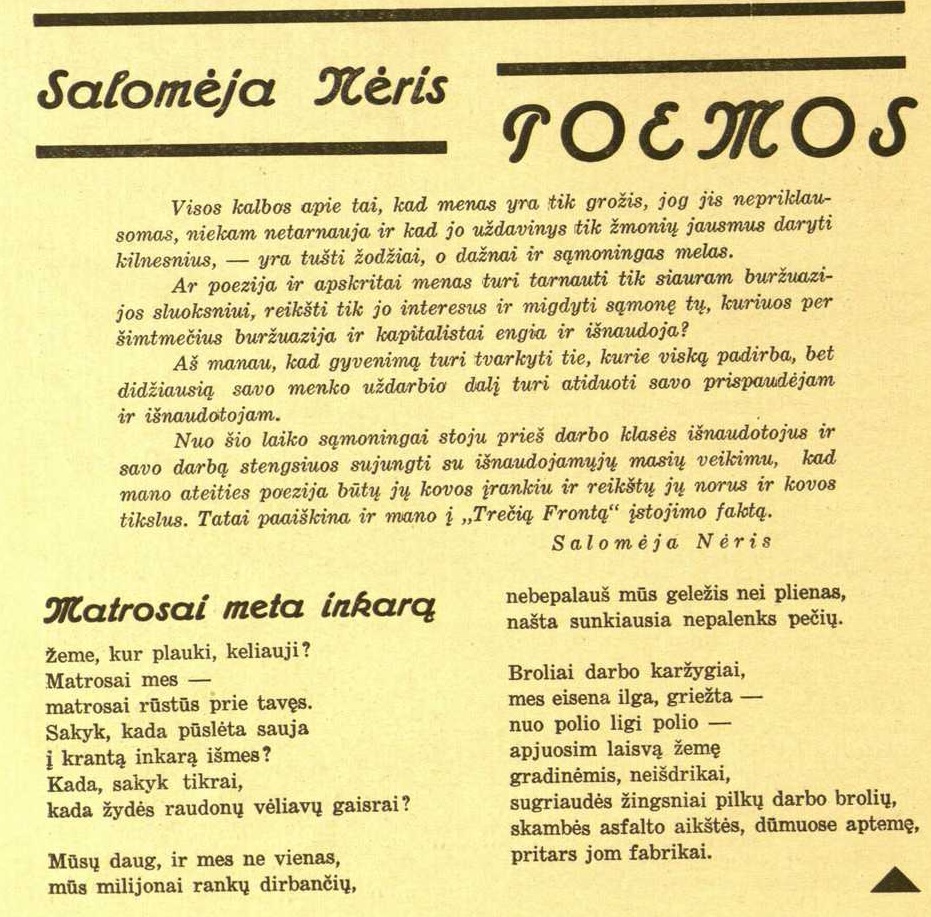 Salomėja Nėris
POEMOS
Visos kalbos apie tai, kad menas yra tik grožis, jog jis nepriklau-
somas, niekam netarnauja ir kad jo uždavinys tik žmonių jausmus daryti
kilnesnius, — yra tušti žodžiai, o dažnai ir sąmoningas melas.
Ar poezija ir apskritai menas turi tarnauti tik siauram buržuazi-
jos sluoksniui, reikšti tik jo interesus ir migdyti sąmonę tų, kuriuos per
šimtmečius buržuazija ir kapitalistai engia ir išnaudoja?
Aš manau, kad gyvenimą turi tvarkyti tie, kurie viską padirba, bet
didžiausią savo menko uždarbio dalį turi atiduoti savo prispaudėjam
ir išnaudotojam.
Nuo šio laiko sąmoningai stoju prieš darbo klasės išnaudotojus ir
savo darbą stengsiuos sujungti su išnaudojamųjų masių veikimu, kad
mano ateities poezija būtų jų kovos įrankiu ir reikštų jų norus ir kovos
tikslus. Tatai paaiškina ir mano į „Trečią Frontą“ įstojimo faktą.
Salomėja Nėris
Matrosai meta inkarą
Žeme, kur plauki, keliauji?
Matrosai mes —
matrosai rūstūs prie tavęs.
Sakyk, kada pūslėta sauja
į krantą inkarą išmes?
Kada, sakyk tikrai,
kada žydės raudonų vėliavų gaisrai?
Mūsų daug, ir mes ne vienas,
mūs milijonai rankų dirbančių,
nebepalauš mūs geležis nei plienas,
našta sunkiausia nepalenks pečių.
Broliai darbo karžygiai,
mes eisena ilga, griežta —
nuo polio ligi polio —
apjuosim laisvą žemę
gradinėmis, neišdrikai,
sugriaudės žingsniai pilkų darbo brolių,
skambės asfalto aikštės, dūmuose aptemę,
pritars jom fabrikai.